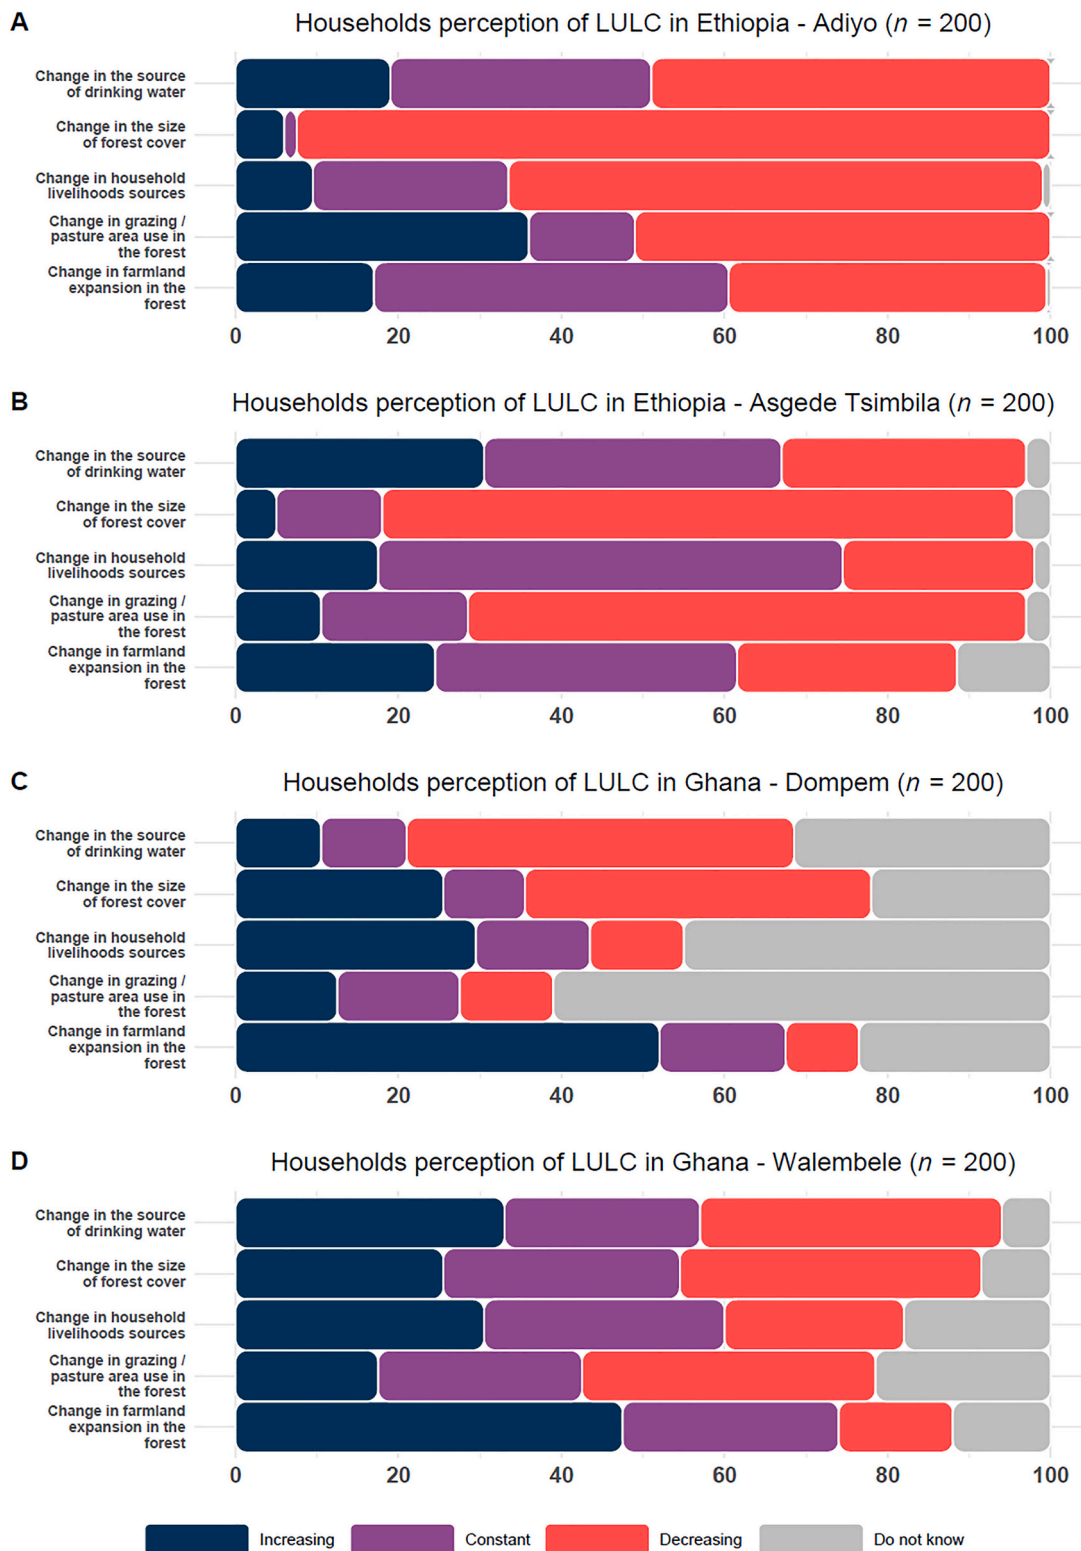 A
Households perception of LULC in Ethiopia - Adiyo (n = 200)
Change in the source
of drinking water
Change in the size
of forest cover
Change in household
livelihoods sources
Change in grazing /
pasture area use in
the forest
Change in farmland
expansion in the
forest
0 20 40 60 80 100
B
Households perception of LULC in Ethiopia - Asgede Tsimbila (n = 200)
Change in the source
of drinking water
Change in the size
of forest cover
Change in household
livelihoods sources
Change in grazing /
pasture area use in
the forest
Change in farmland
expansion in the
forest
0 20 40 60 80 100
C
Households perception of LULC in Ghana - Dompem (n = 200)
Change in the source
of drinking water
Change in the size
of forest cover
Change in household
livelihoods sources
Change in grazing /
pasture area use in
the forest
Change in farmland
expansion in the
forest
0 20 40 60 80 100
D
Households perception of LULC in Ghana - Walembele (n = 200)
Change in the source
of drinking water
Change in the size
of forest cover
Change in household
livelihoods sources
Change in grazing /
pasture area use in
the forest
Change in farmland
expansion in the
forest
0 20 40 60 80 100
Increasing Constant Decreasing Do not know